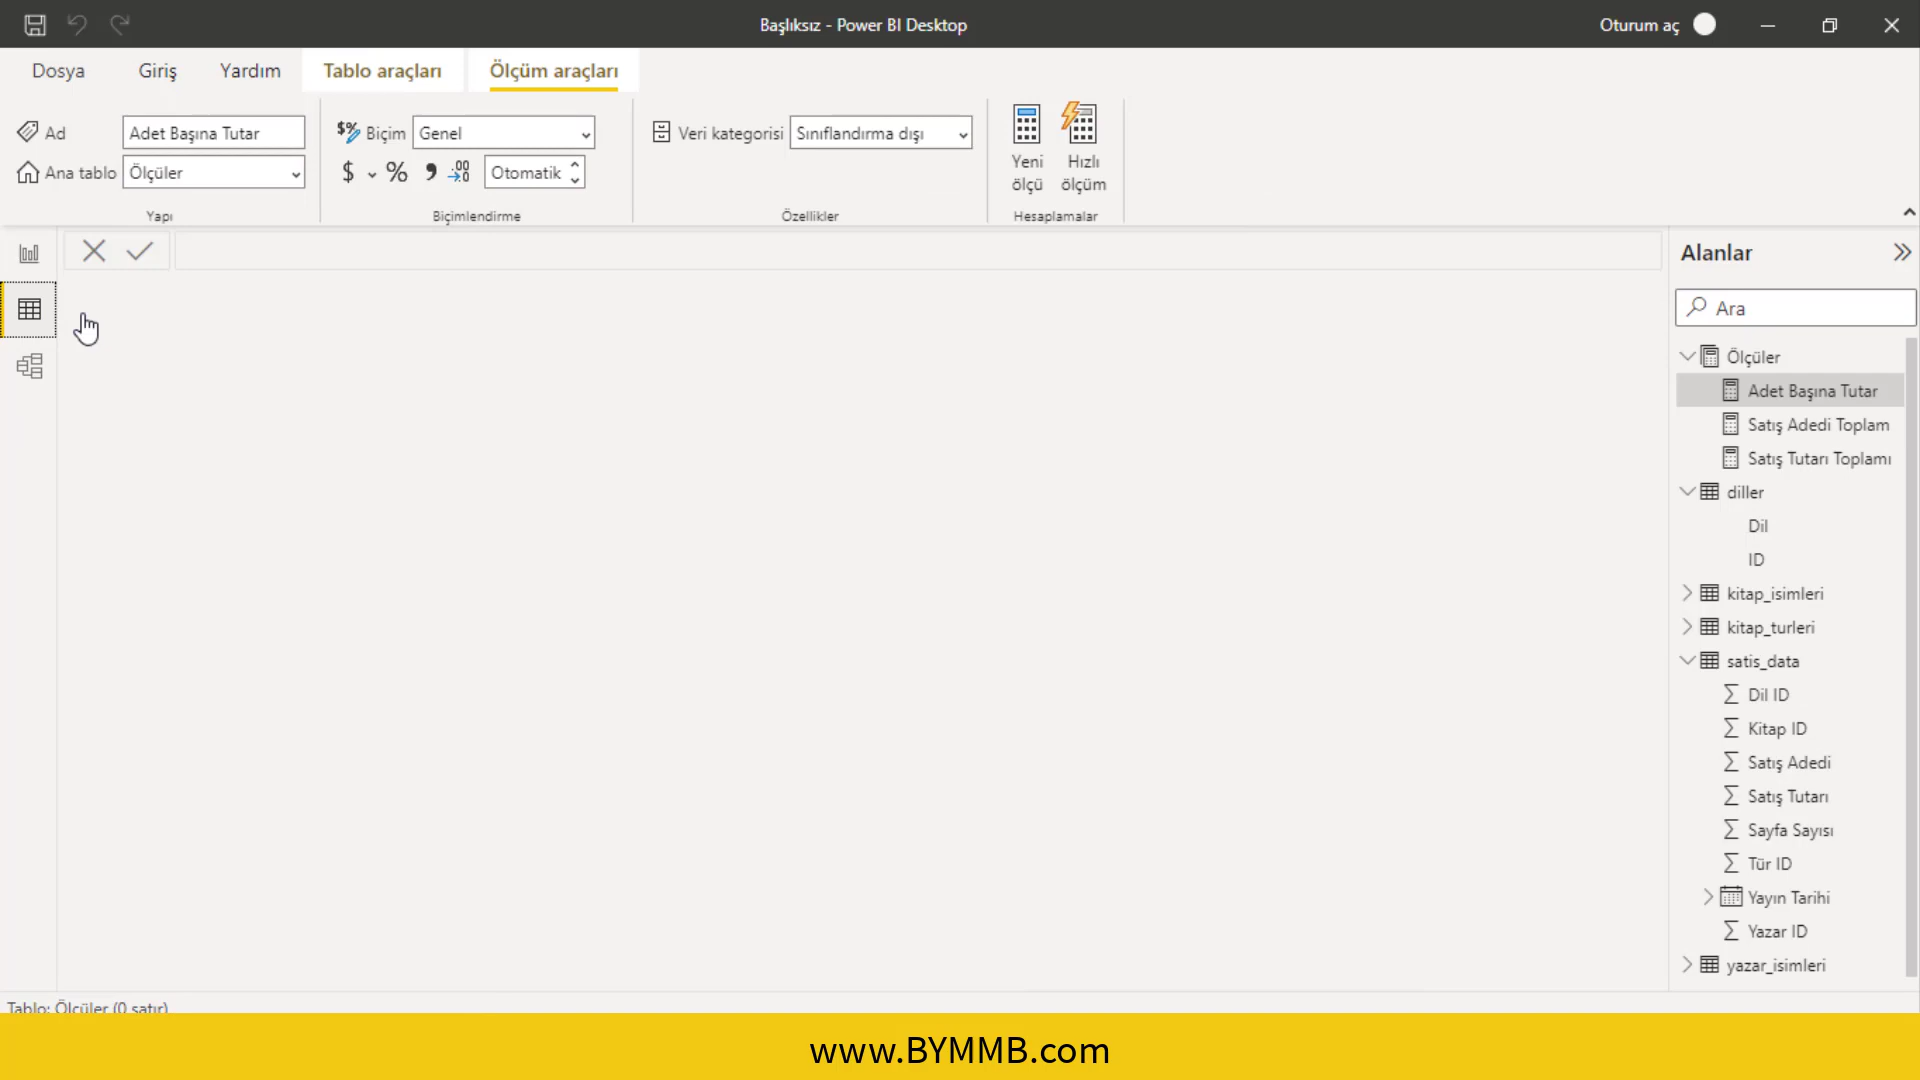 Başlıksız - Power BI Desktop
Oturum aç
Dosya
Giriş
Yardım
Tablo araçları
Ölçüm araçları
Ad
Adet Başına Tutar
Ana tablo
Ölçüler
Yapı
Biçim
Genel
$
%
Otomatik
Biçimlendirme
Veri kategorisi
Sınıflandırma dışı
Özellikler
Yeni
ölçü
Hızlı
ölçüm
Hesaplamalar
Alanlar
Ara
Ölçüler
Adet Başına Tutar
Satış Adedi Toplam
Satış Tutarı Toplamı
diller
Dil
ID
kitap_isimleri
kitap_turleri
satis_data
Dil ID
Kitap ID
Satış Adedi
Satış Tutarı
Sayfa Sayısı
Tür ID
Yayın Tarihi
Yazar ID
yazar_isimleri
Tablo: Ölçüler (0 satır)
www.BYMMB.com